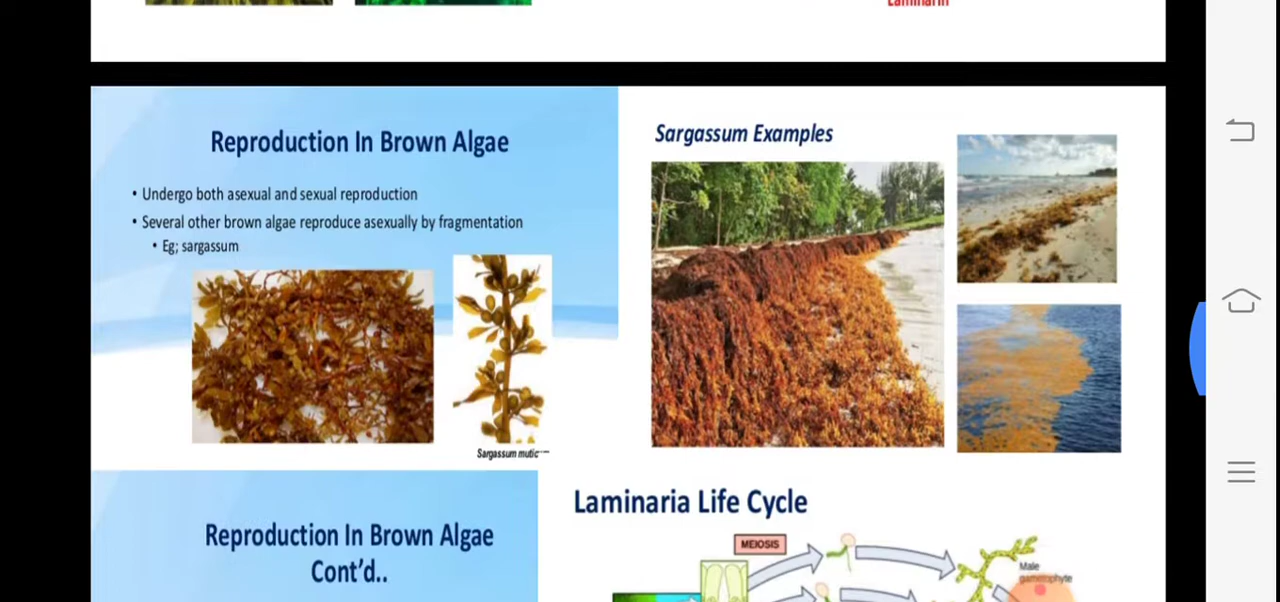 Laminarin
Reproduction In Brown Algae
• Undergo both asexual and sexual reproduction
• Several other brown algae reproduce asexually by fragmentation
• Eg; sargassum
Sargassum
Sargassum Examples
Reproduction In Brown Algae
Cont'd..
Laminaria Life Cycle
MEIOSIS
Male
gametophyte